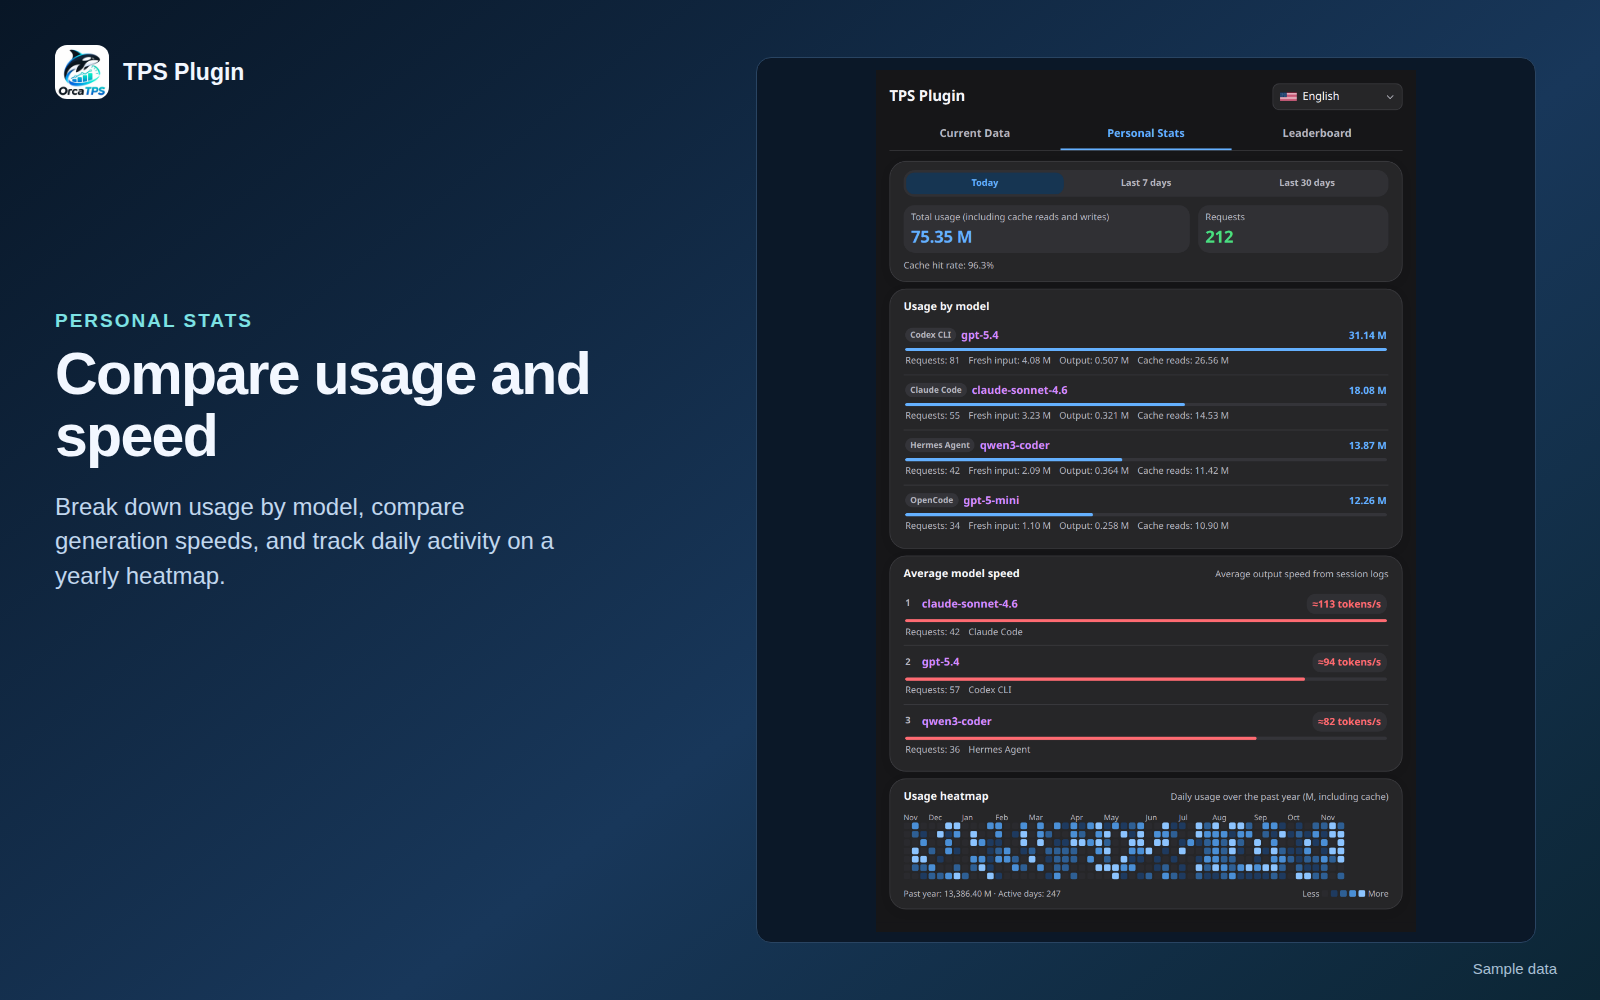 OrcaTPS
TPS Plugin
PERSONAL STATS
Compare usage and
speed
Break down usage by model, compare
generation speeds, and track daily activity on a
yearly heatmap.
TPS Plugin
English
Current Data Personal Stats Leaderboard
Today Last 7 days Last 30 days
Total usage (including cache reads and writes) Requests
75.35 M 212
Cache hit rate: 96.3%
Usage by model
Codex CLI gpt-5.4 31.14 M
Requests: 81 Fresh input: 4.08 M Output: 0.507 M Cache reads: 26.56 M
Claude Code claude-sonnet-4.6 18.08 M
Requests: 55 Fresh input: 3.23 M Output: 0.321 M Cache reads: 14.53 M
Hermes Agent qwen3-coder 13.87 M
Requests: 42 Fresh input: 2.09 M Output: 0.364 M Cache reads: 11.42 M
OpenCode gpt-5-mini 12.26 M
Requests: 34 Fresh input: 1.10 M Output: 0.258 M Cache reads: 10.90 M
Average model speed Average output speed from session logs
1 claude-sonnet-4.6 ≈113 tokens/s
Requests: 42 Claude Code
2 gpt-5.4 ≈94 tokens/s
Requests: 57 Codex CLI
3 qwen3-coder ≈82 tokens/s
Requests: 36 Hermes Agent
Usage heatmap Daily usage over the past year (M, including cache)
Nov Dec Jan Feb Mar Apr May Jun Jul Aug Sep Oct Nov
Past year: 13,386.40 M · Active days: 247 Less More
Sample data